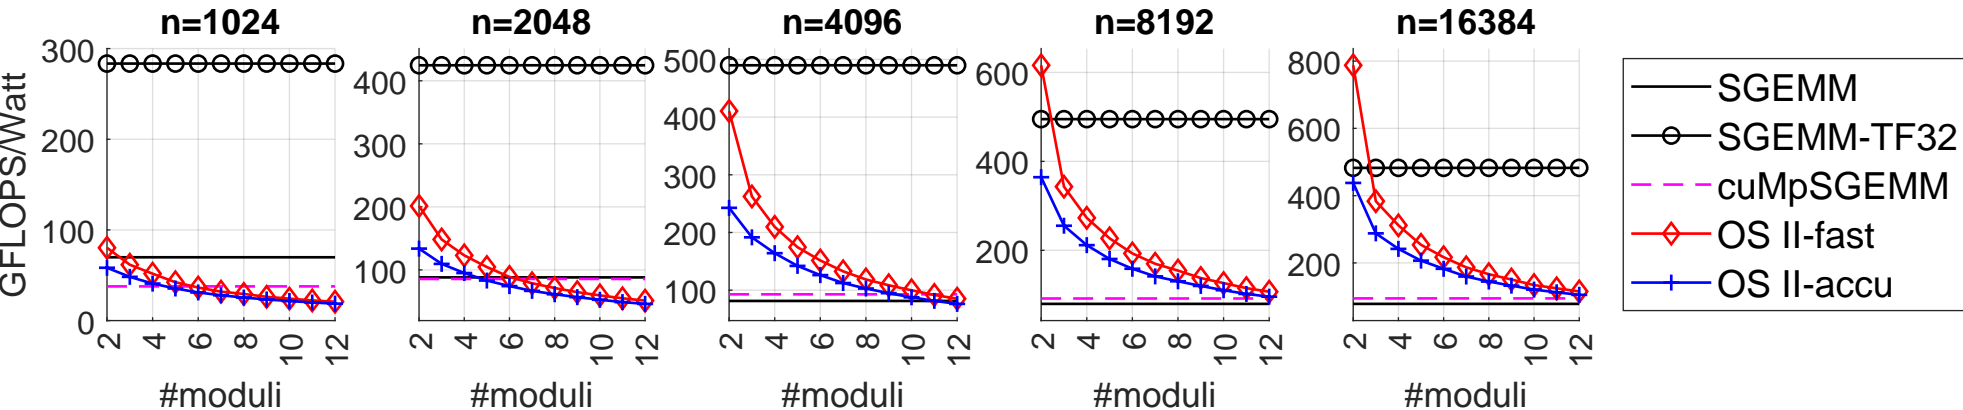 n=1024
n=2048
n=4096
n=8192
n=16384
GFLOPS/Watt
300
200
100
0
2 4 6 8 10 12
#moduli
400
300
200
100
2 4 6 8 10 12
#moduli
500
400
300
200
100
2 4 6 8 10 12
#moduli
600
400
200
2 4 6 8 10 12
#moduli
800
600
400
200
2 4 6 8 10 12
#moduli
SGEMM
SGEMM-TF32
cuMpSGEMM
OS II-fast
OS II-accu